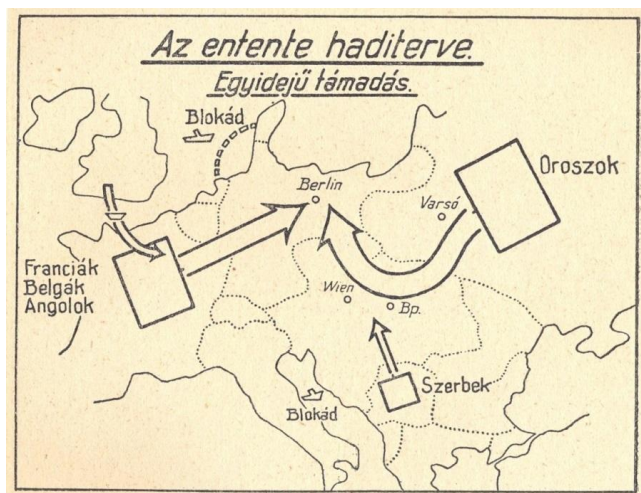 Az entente haditerve.
Egyidejű támadás.
Blokád
Oroszok
Berlin
Varsó
Franciák
Belgák
Angolok
Wien
Bp.
Szerbek
Blokád